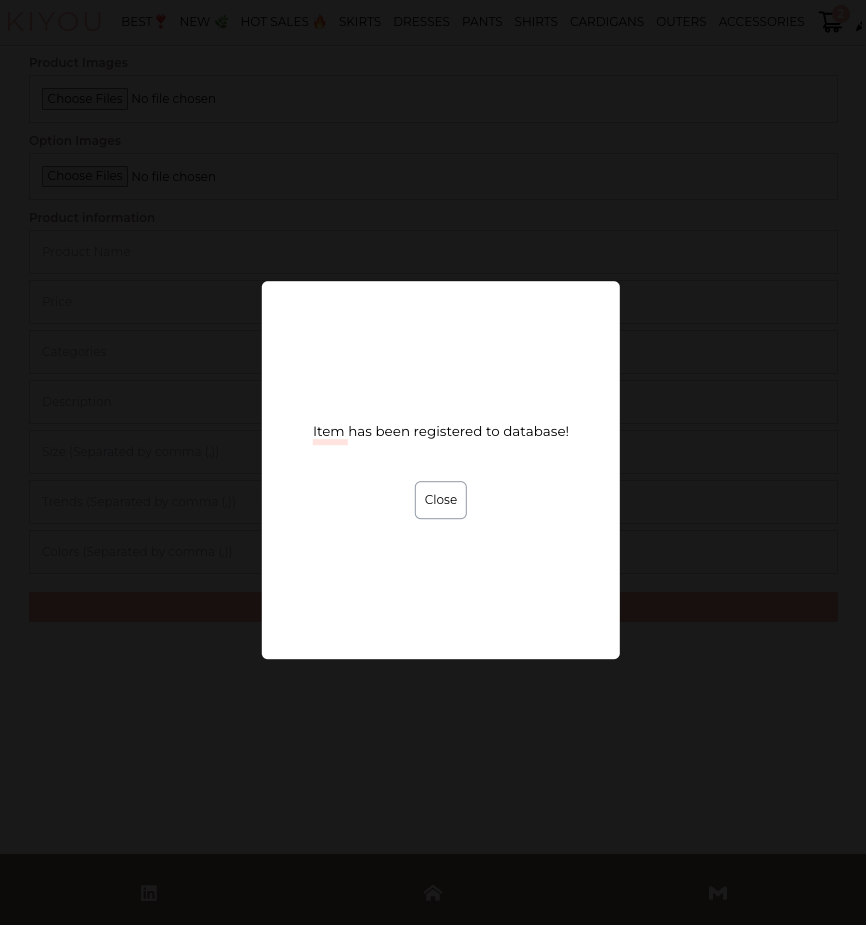 KIYOU BEST❣️ NEW HOT SALES🔥 SKIRTS DRESSES PANTS SHIRTS CARDIGANS OUTERS ACCESSORIES
Product Images
Choose Files No file chosen
Option Images
Choose Files No file chosen
Product information
Product Name
Price
Categories
Description
Size (Separated by comma (,))
Trends (Separated by comma (,))
Colors (Separated by comma (,))
Item has been registered to database!
Close